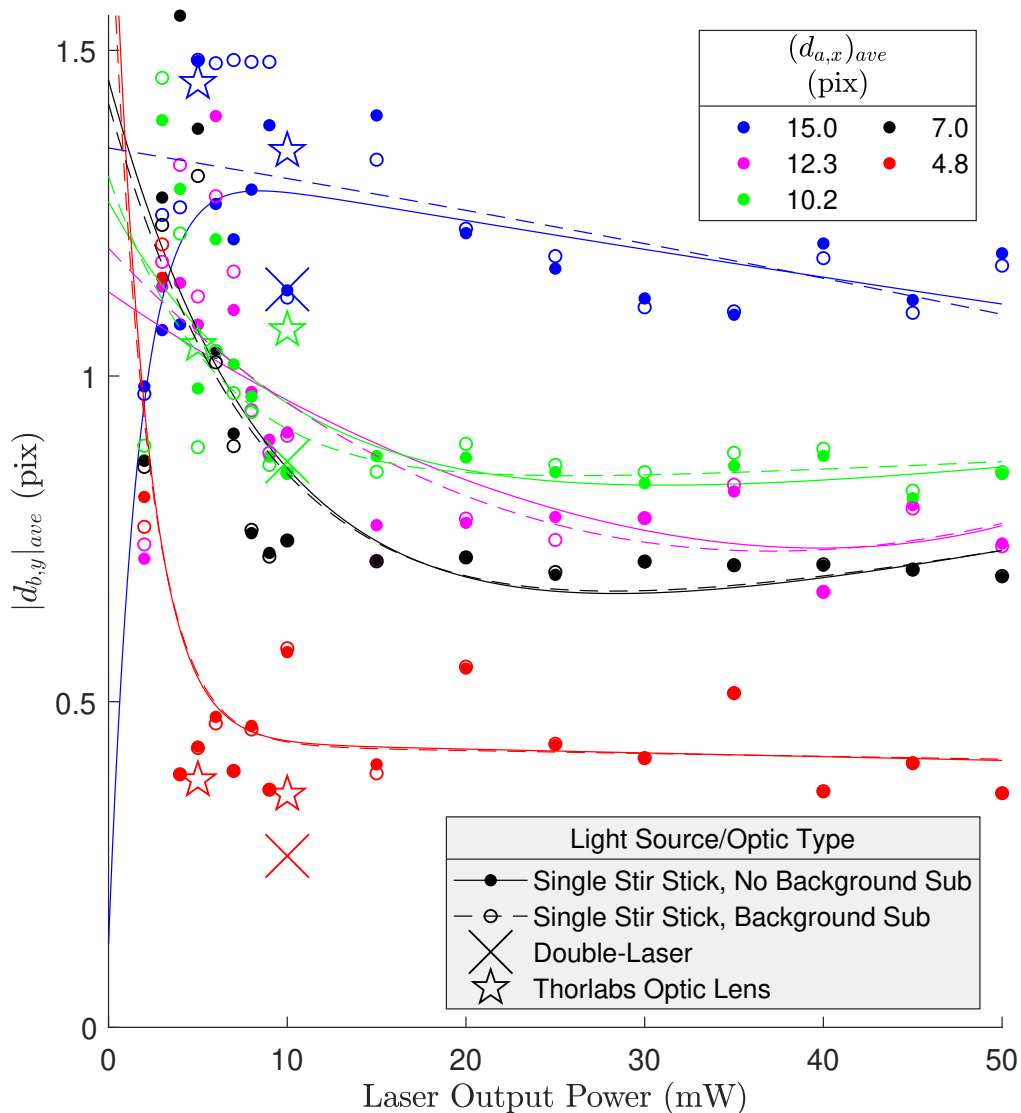 1.5
1
0.5
0
0 10 20 30 40 50
|d_{b,y}|_{ave} (pix)
Laser Output Power (mW)
(d_{a,x})_{ave}
(pix)
15.0 7.0
12.3 4.8
10.2
Light Source/Optic Type
Single Stir Stick, No Background Sub
Single Stir Stick, Background Sub
Double-Laser
Thorlabs Optic Lens